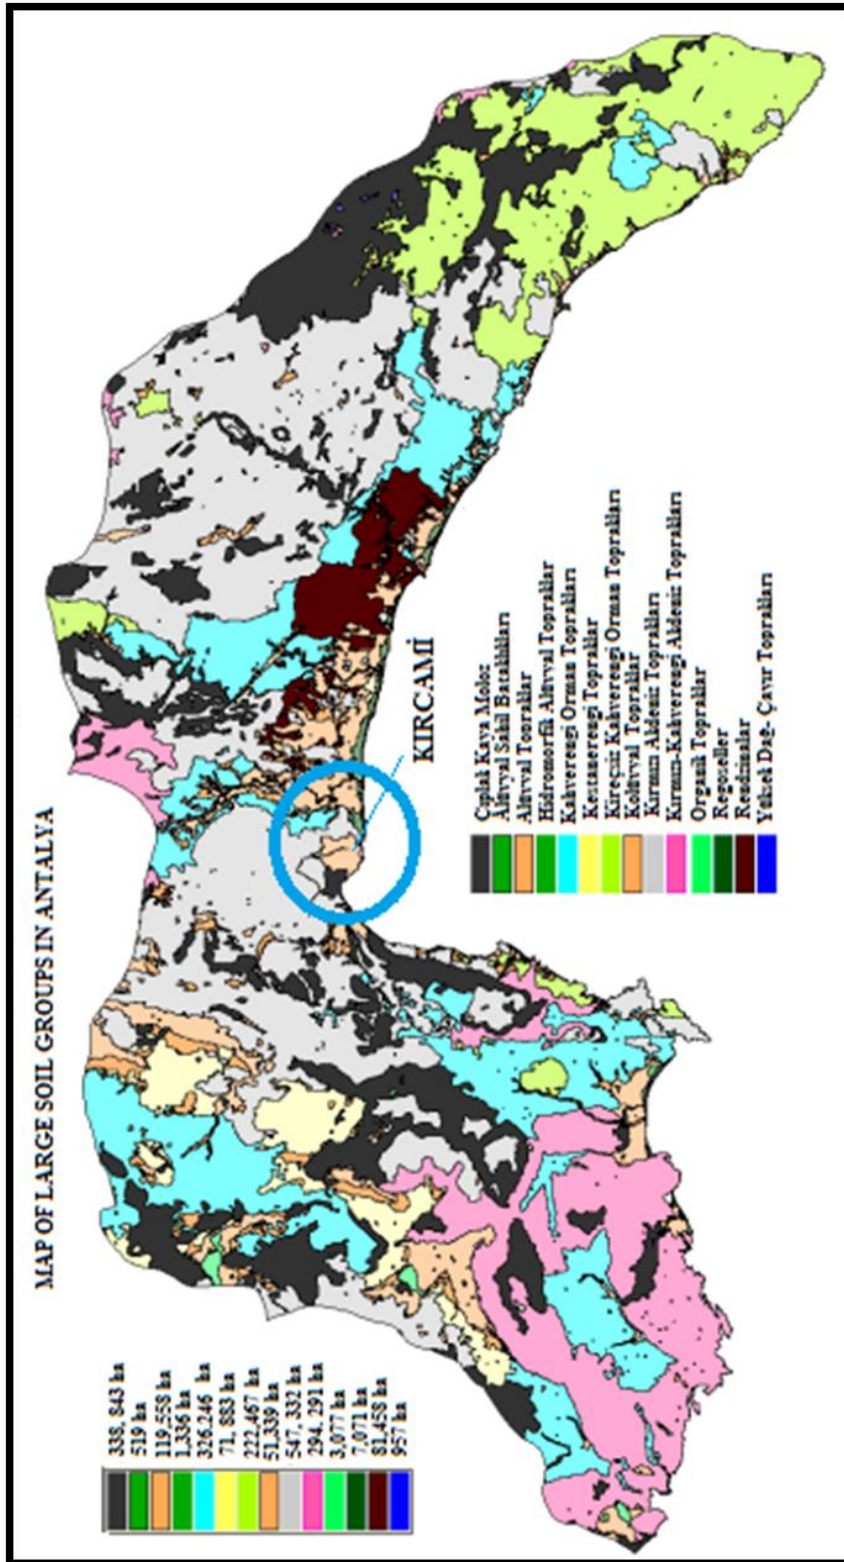 MAP OF LARGE SOIL GROUPS IN ANTALYA
338, 843 ha
519 ha
119,558 ha
1,336 ha
326,246 ha
71, 883 ha
222,467 ha
51,339 ha
547, 332 ha
294, 291 ha
3,077 ha
7,071 ha
81,458 ha
957 ha
KIRCAMİ
Çıplak Kaya Moloz
Alüvyal Sahil Bataklıkları
Alüvyal Topraklar
Hidromorfik Alüvyal Topraklar
Kahverengi Orman Toprakları
Kestanerengi Topraklar
Kireçsiz Kahverengi Orman Toprakları
Kolüvyal Topraklar
Kırmızı Akdeniz Toprakları
Kırmızı-Kahverengi Akdeniz Toprakları
Organik Topraklar
Regosoller
Rendzinalar
Yüksek Dağ- Çayır Toprakları